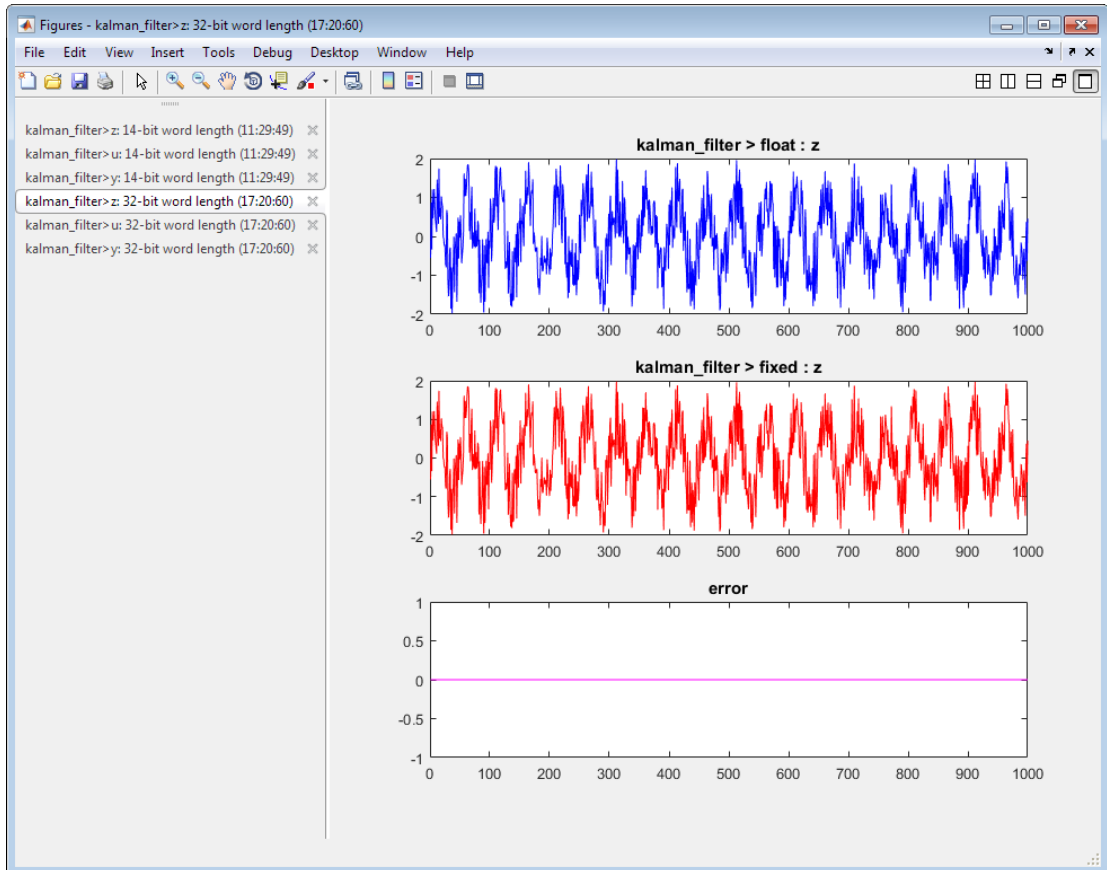 Figures - kalman_filter>z: 32-bit word length (17:20:60)
File Edit View Insert Tools Debug Desktop Window Help
kalman_filter>z: 14-bit word length (11:29:49)
kalman_filter>u: 14-bit word length (11:29:49)
kalman_filter>y: 14-bit word length (11:29:49)
kalman_filter>z: 32-bit word length (17:20:60)
kalman_filter>u: 32-bit word length (17:20:60)
kalman_filter>y: 32-bit word length (17:20:60)
kalman_filter > float : z
2
1
0
-1
-2
0 100 200 300 400 500 600 700 800 900 1000
kalman_filter > fixed : z
2
1
0
-1
-2
0 100 200 300 400 500 600 700 800 900 1000
error
1
0.5
0
-0.5
-1
0 100 200 300 400 500 600 700 800 900 1000